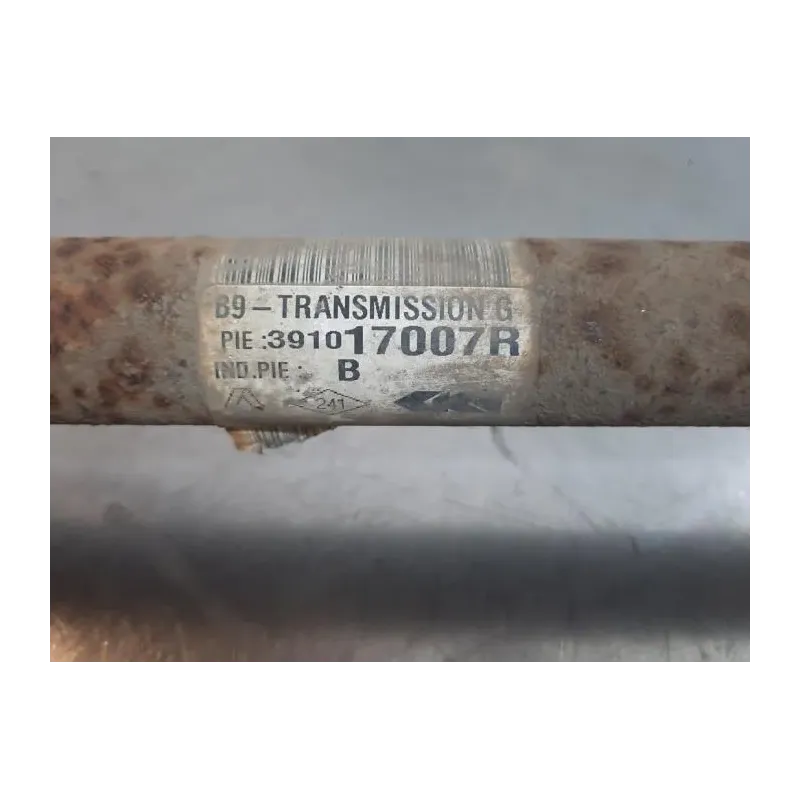 B9-TRANSMISSION G
PIE :391017007R
IND.PIE : B
241